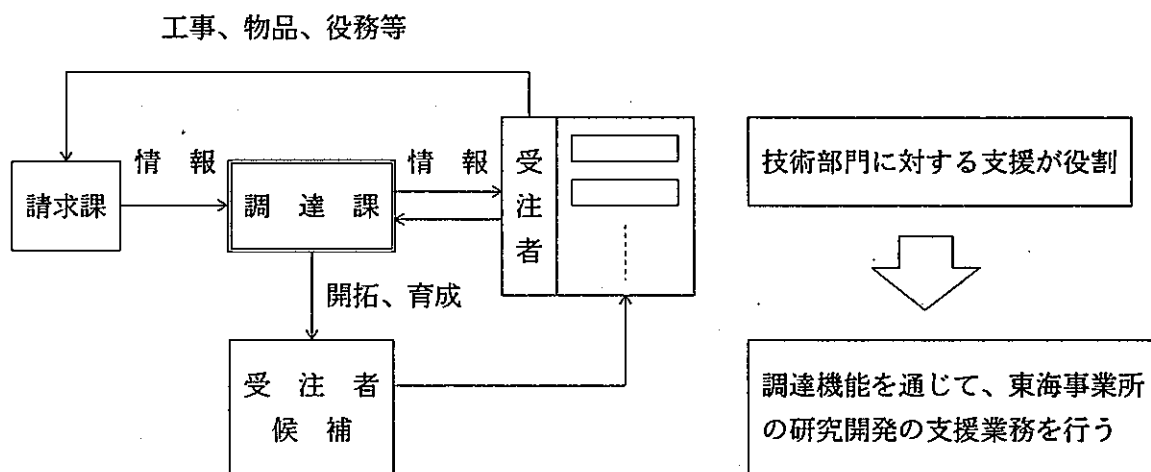 工事、物品、役務等
情 報
情 報
請求課
調 達 課
受注者
技術部門に対する支援が役割
開拓、育成
受 注 者
候 補
調達機能を通じて、東海事業所
の研究開発の支援業務を行う